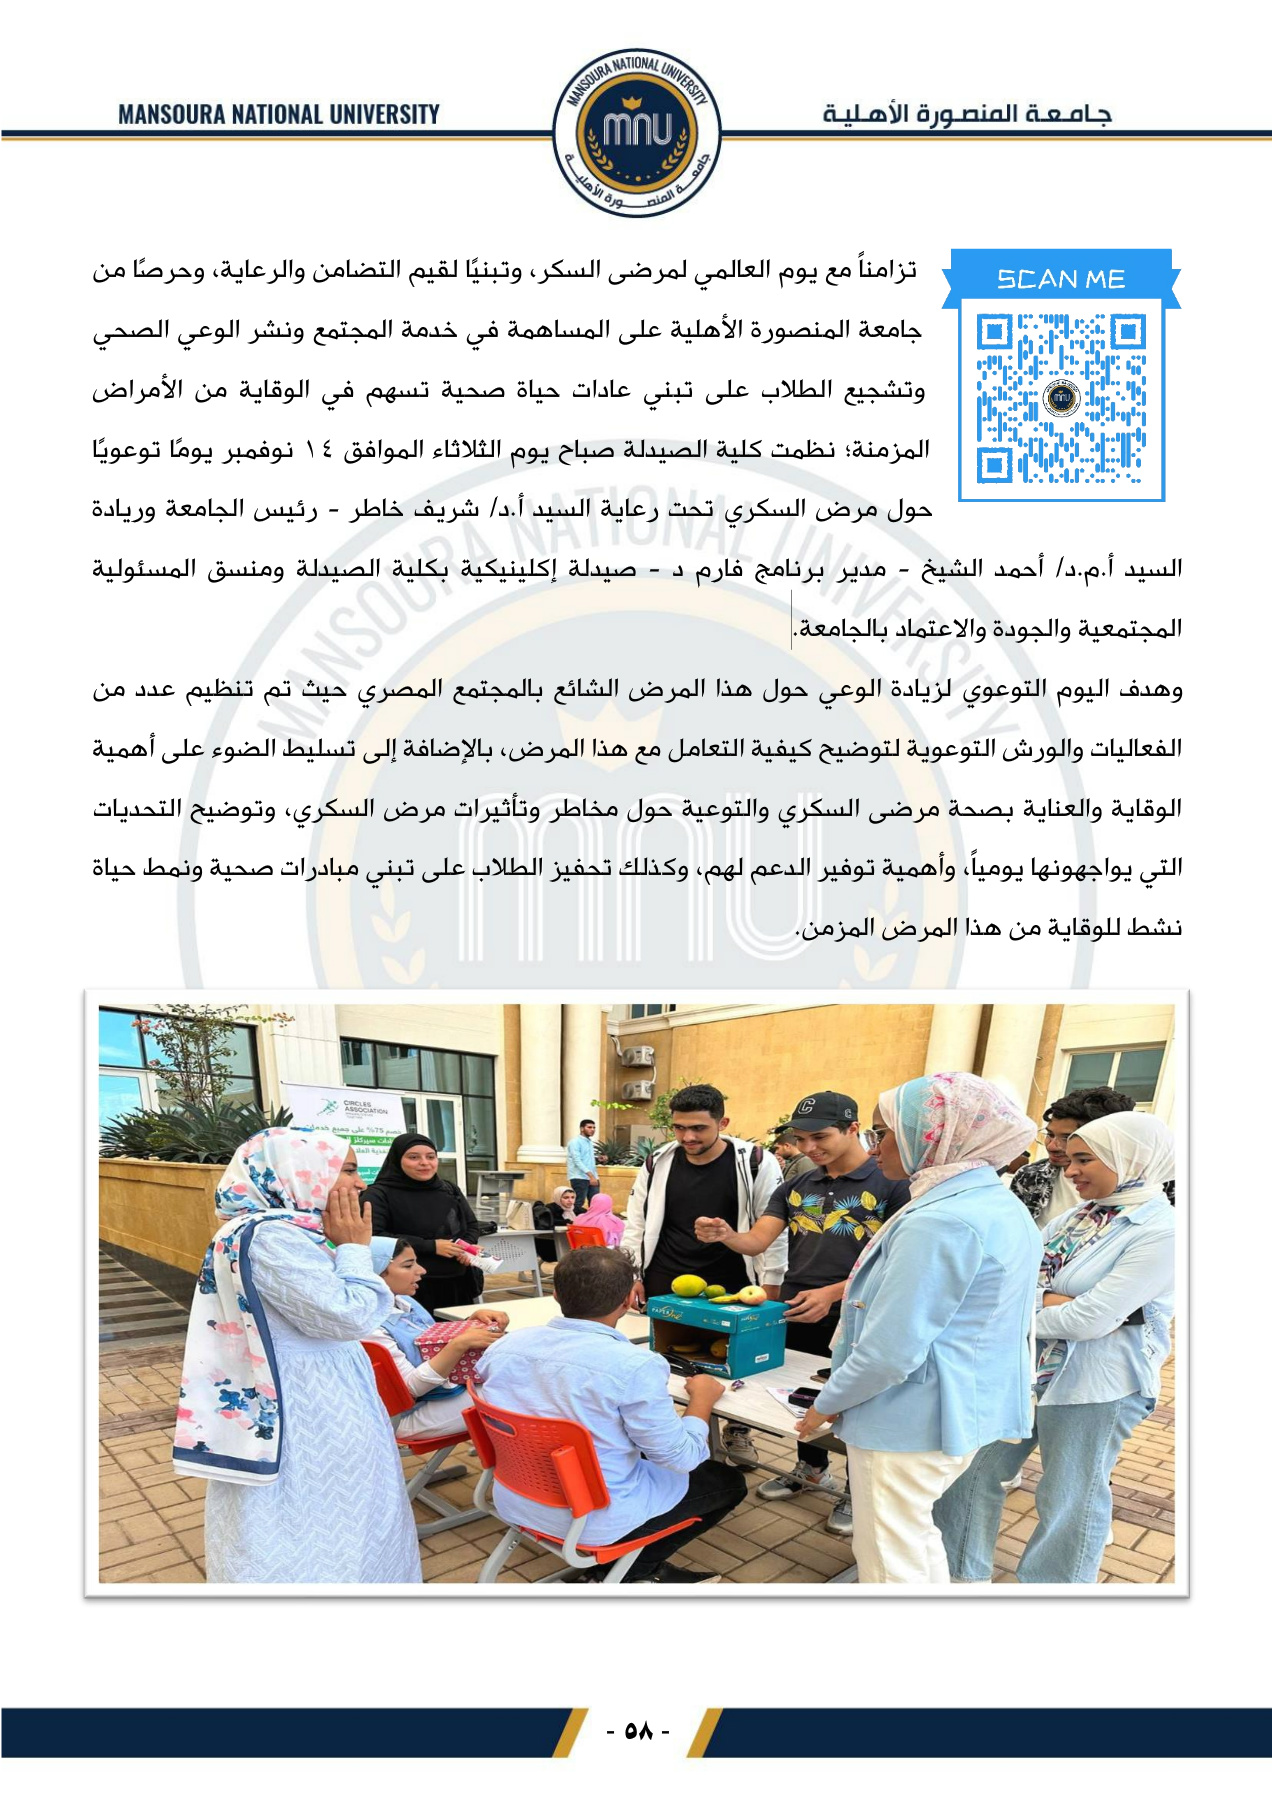 MANSOURA NATIONAL UNIVERSITY
جامعة المنصورة الأهلية
MANSOURA NATIONAL UNIVERSITY
mnu
جامعة المنصورة الأهلية
SCAN ME
تزامناً مع يوم العالمي لمرضى السكر، وتبنيًا لقيم التضامن والرعاية، وحرصًا من
جامعة المنصورة الأهلية على المساهمة في خدمة المجتمع ونشر الوعي الصحي
وتشجيع الطلاب على تبني عادات حياة صحية تسهم في الوقاية من الأمراض
المزمنة؛ نظمت كلية الصيدلة صباح يوم الثلاثاء الموافق ١٤ نوفمبر يومًا توعويًا
حول مرض السكري تحت رعاية السيد أ.د/ شريف خاطر - رئيس الجامعة وريادة
السيد أ.م.د/ أحمد الشيخ - مدير برنامج فارم د - صيدلة إكلينيكية بكلية الصيدلة ومنسق المسئولية
المجتمعية والجودة والاعتماد بالجامعة.
وهدف اليوم التوعوي لزيادة الوعي حول هذا المرض الشائع بالمجتمع المصري حيث تم تنظيم عدد من
الفعاليات والورش التوعوية لتوضيح كيفية التعامل مع هذا المرض، بالإضافة إلى تسليط الضوء على أهمية
الوقاية والعناية بصحة مرضى السكري والتوعية حول مخاطر وتأثيرات مرض السكري، وتوضيح التحديات
التي يواجهونها يومياً، وأهمية توفير الدعم لهم، وكذلك تحفيز الطلاب على تبني مبادرات صحية ونمط حياة
نشط للوقاية من هذا المرض المزمن.
CIRCLES
ASSOCIATION
خصم 75% على جميع خدمات
- ٥٨ -